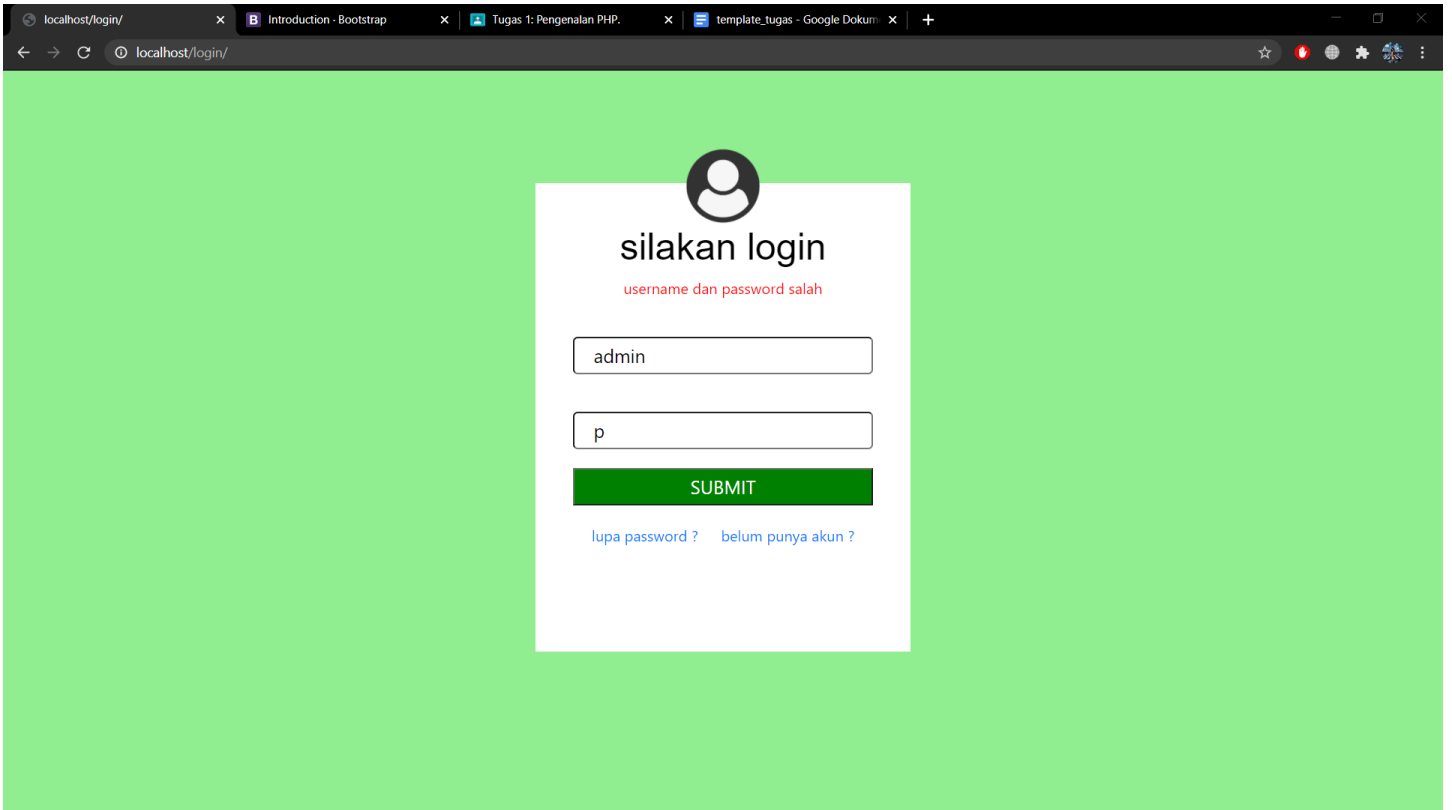 localhost/login/
Introduction · Bootstrap
Tugas 1: Pengenalan PHP.
template_tugas - Google Dokum
localhost/login/
silakan login
username dan password salah
admin
p
SUBMIT
lupa password ? belum punya akun ?